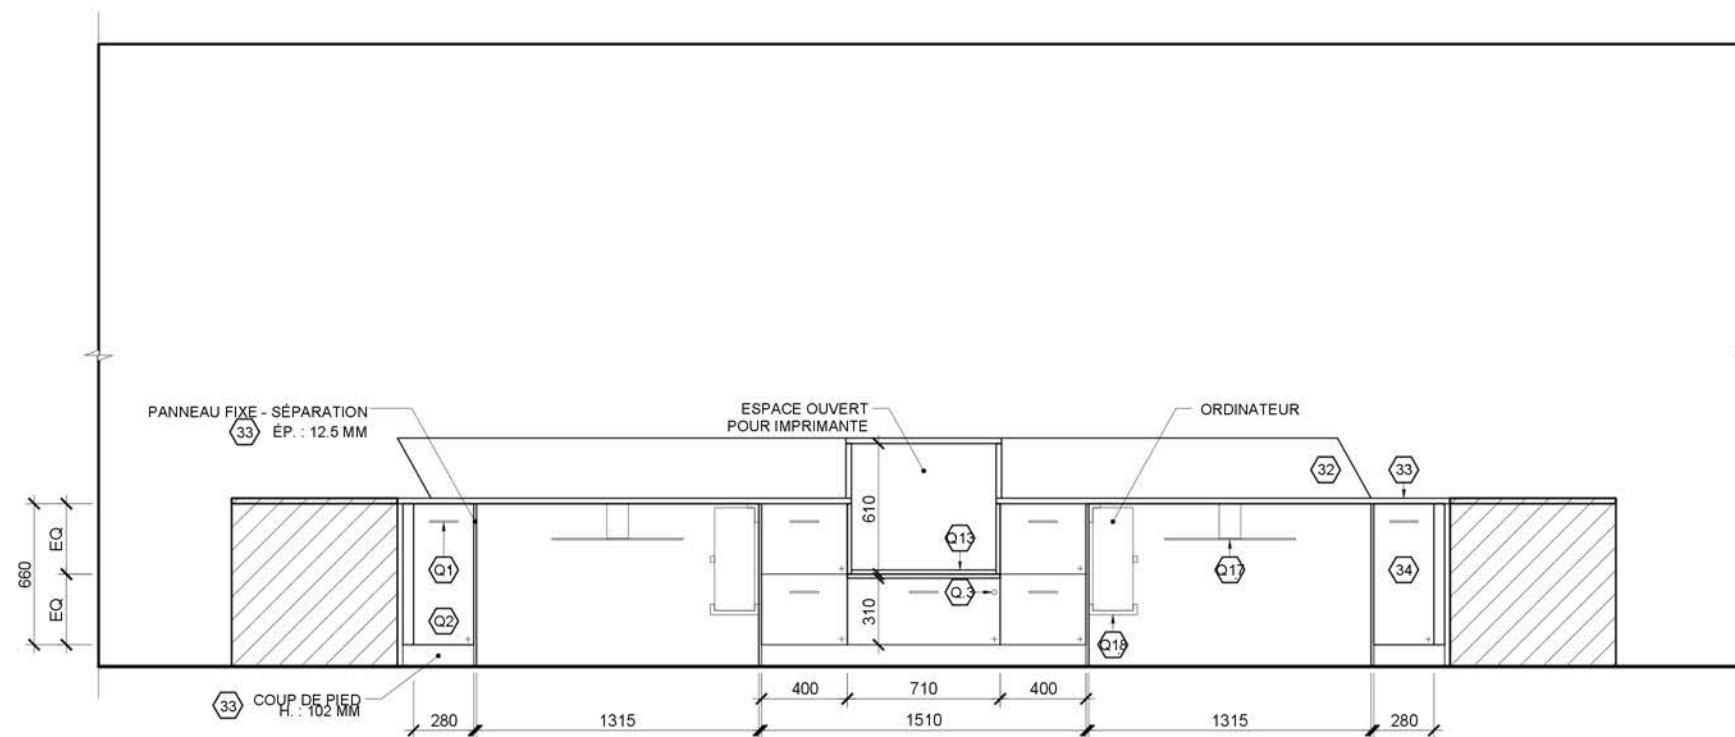 PANNEAU FIXE - SÉPARATION
33 ÉP. : 12.5 MM
ESPACE OUVERT
POUR IMPRIMANTE
ORDINATEUR
32
33
610
Q13
EQ
660
EQ
Q1
Q2
Q.3
310
Q17
Q18
34
33 COUP DE PIED
H. : 102 MM
400 710 400
280 1315 1510 1315 280